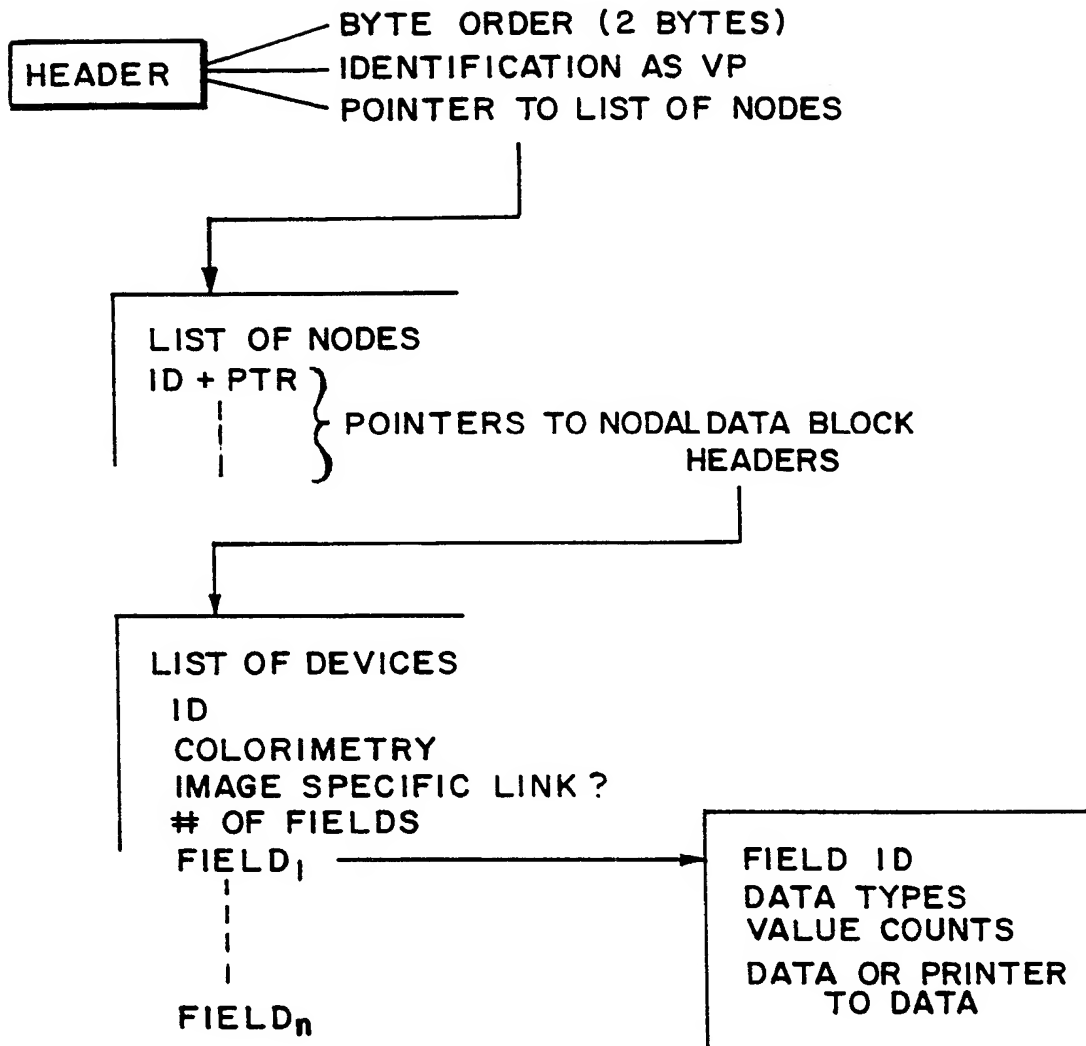 HEADER
BYTE ORDER (2 BYTES)
IDENTIFICATION AS VP
POINTER TO LIST OF NODES
LIST OF NODES
ID + PTR
POINTERS TO NODAL DATA BLOCK
HEADERS
LIST OF DEVICES
ID
COLORIMETRY
IMAGE SPECIFIC LINK ?
# OF FIELDS
FIELD₁
FIELDₙ
FIELD ID
DATA TYPES
VALUE COUNTS
DATA OR PRINTER
TO DATA